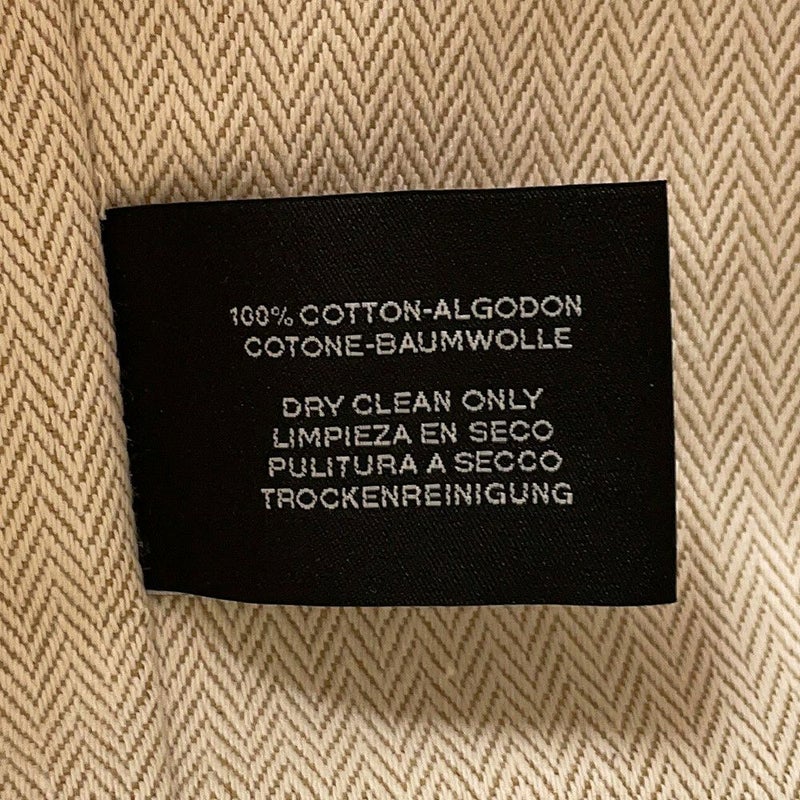 100% COTTON-ALGODON
COTONE-BAUMWOLLE
DRY CLEAN ONLY
LIMPIEZA EN SECO
PULITURA A SECCO
TROCKENREINIGUNG